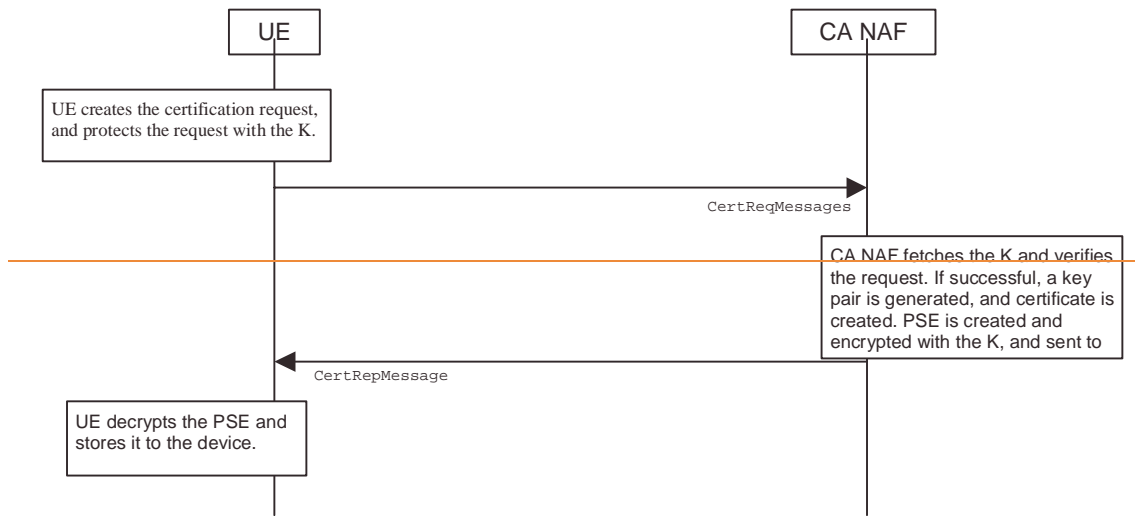 UE
CA NAF
UE creates the certification request,
and protects the request with the K.
CertReqMessages
CA NAF fetches the K and verifies
the request. If successful, a key
pair is generated, and certificate is
created. PSE is created and
encrypted with the K, and sent to
CertRepMessage
UE decrypts the PSE and
stores it to the device.